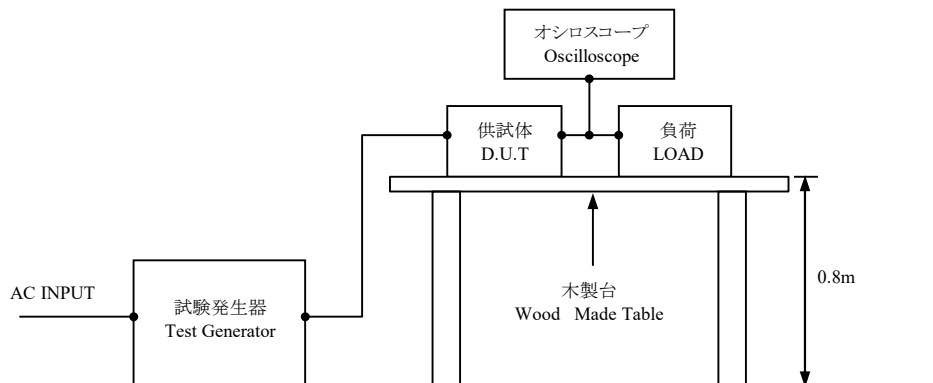 オシロスコープ
Oscilloscope
供試体
D.U.T
負荷
LOAD
AC INPUT
試験発生器
Test Generator
木製台
Wood Made Table
0.8m